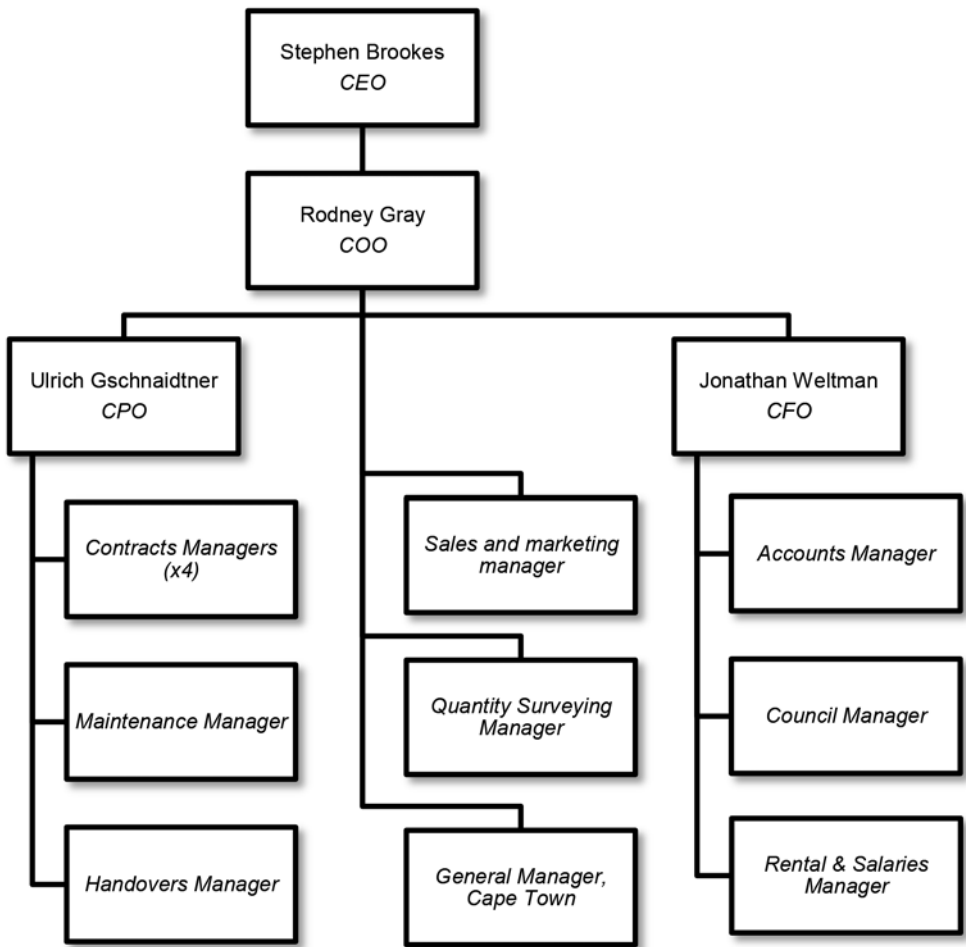 Stephen Brookes
CEO
Rodney Gray
COO
Ulrich Gschnaidtner
CPO
Jonathan Weltman
CFO
Contracts Managers
(x4)
Maintenance Manager
Handovers Manager
Sales and marketing
manager
Quantity Surveying
Manager
General Manager,
Cape Town
Accounts Manager
Council Manager
Rental & Salaries
Manager